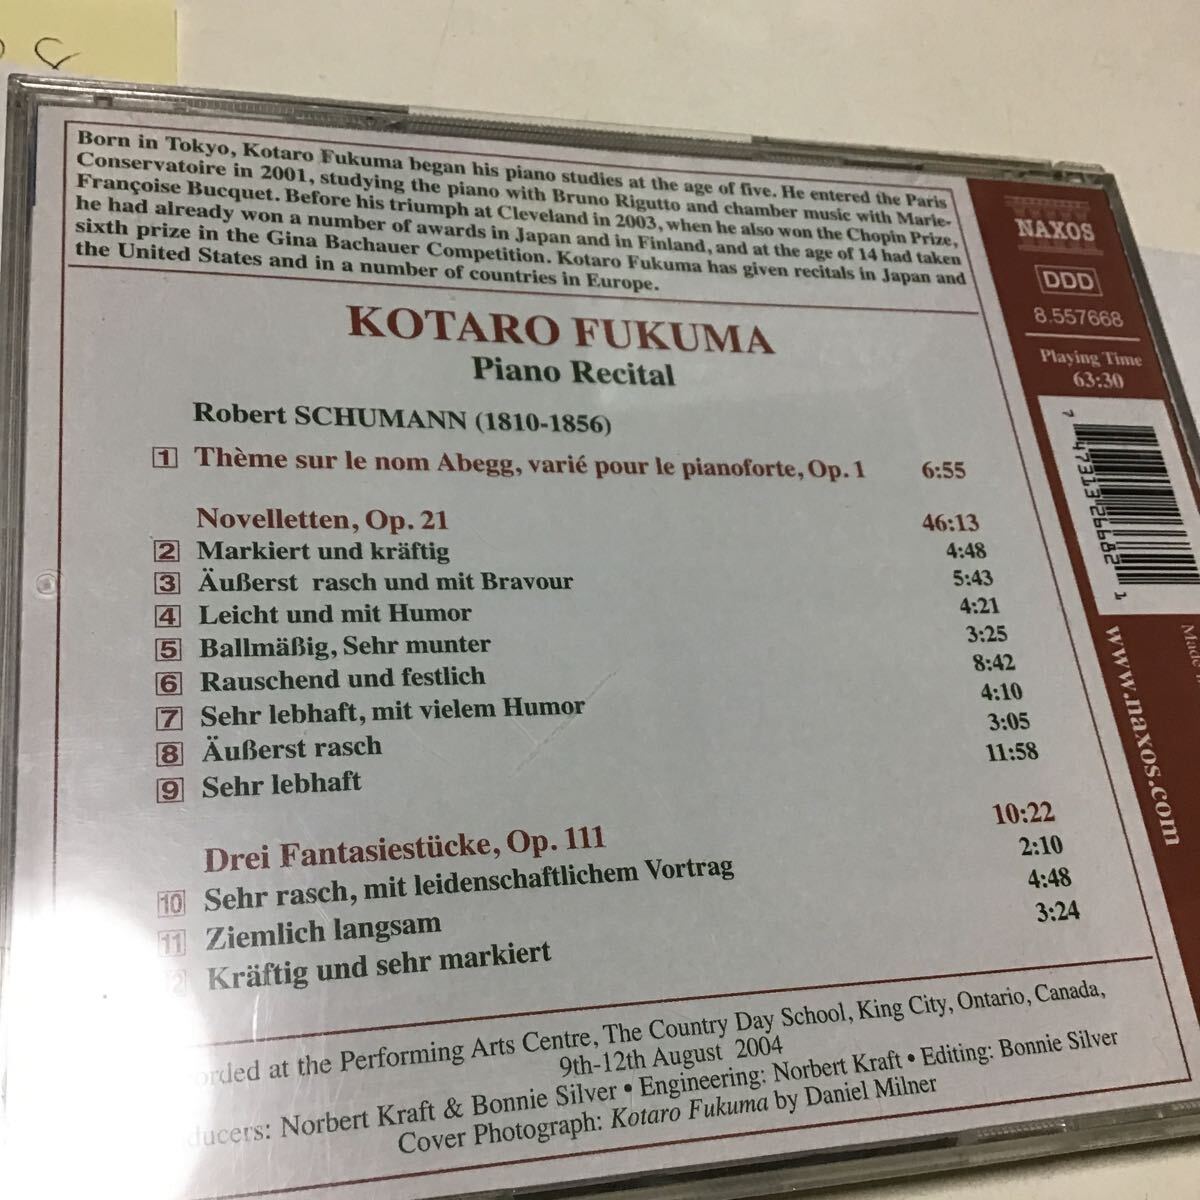 Born in Tokyo, Kotaro Fukuma began his piano studies at the age of five. He entered the Paris
Conservatoire in 2001, studying the piano with Bruno Rigutto and chamber music with Marie-
Françoise Bucquet. Before his triumph at Cleveland in 2003, when he also won the Chopin Prize,
he had already won a number of awards in Japan and in Finland, and at the age of 14 had taken
sixth prize in the Gina Bachauer Competition. Kotaro Fukuma has given recitals in Japan and
the United States and in a number of countries in Europe.
KOTARO FUKUMA
Piano Recital
Robert SCHUMANN (1810-1856)
1 Thème sur le nom Abegg, varié pour le pianoforte, Op. 1 6:55
Novelletten, Op. 21 46:13
2 Markiert und kräftig 4:48
3 Äußerst rasch und mit Bravour 5:43
4 Leicht und mit Humor 4:21
5 Ballmäßig, Sehr munter 3:25
6 Rauschend und festlich 8:42
7 Sehr lebhaft, mit vielem Humor 4:10
8 Äußerst rasch 3:05
9 Sehr lebhaft 11:58
Drei Fantasiestücke, Op. 111 10:22
10 Sehr rasch, mit leidenschaftlichem Vortrag 2:10
11 Ziemlich langsam 4:48
12 Kräftig und sehr markiert 3:24
orded at the Performing Arts Centre, The Country Day School, King City, Ontario, Canada,
9th-12th August 2004
ducers: Norbert Kraft & Bonnie Silver • Engineering: Norbert Kraft • Editing: Bonnie Silver
Cover Photograph: Kotaro Fukuma by Daniel Milner
NAXOS
DDD
8.557668
Playing Time
63:30
7 47313 26682 1
www.naxos.com
Made